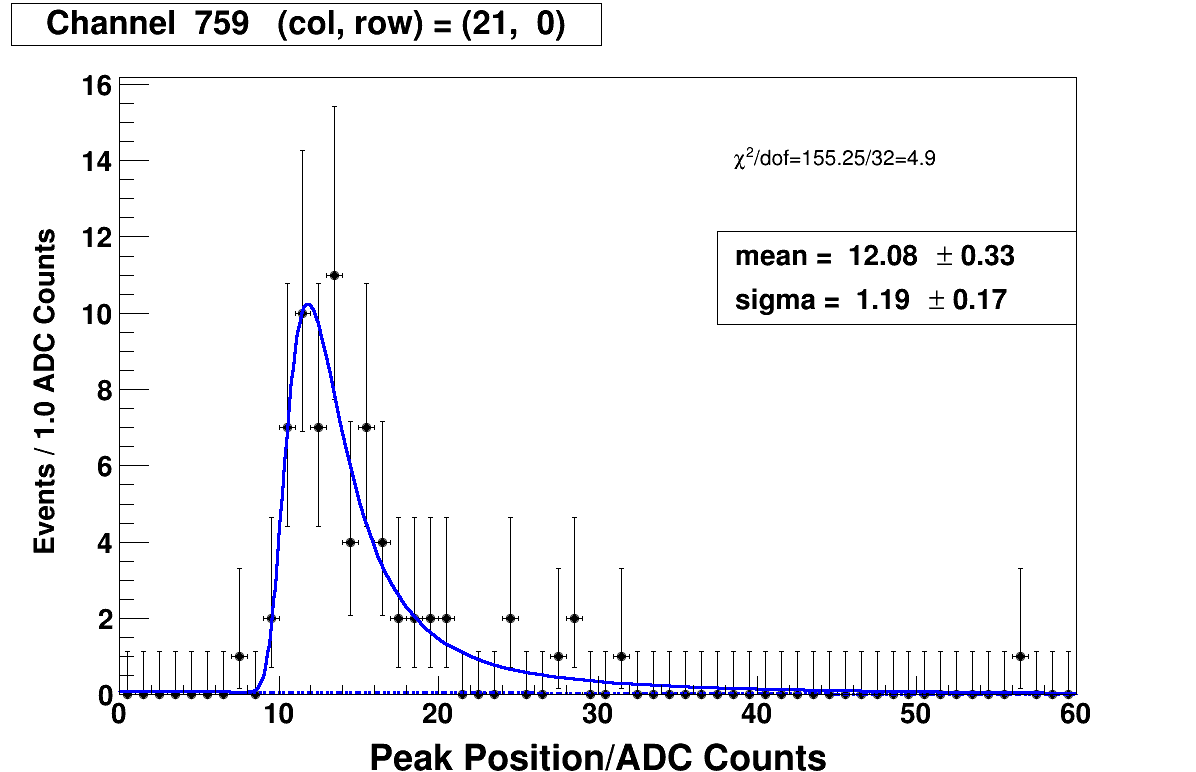 Channel 759 (col, row) = (21, 0)
16
14
12
10
8
6
4
2
0
Events / 1.0 ADC Counts
χ²/dof=155.25/32=4.9
mean = 12.08 ± 0.33
sigma = 1.19 ± 0.17
0 10 20 30 40 50 60
Peak Position/ADC Counts